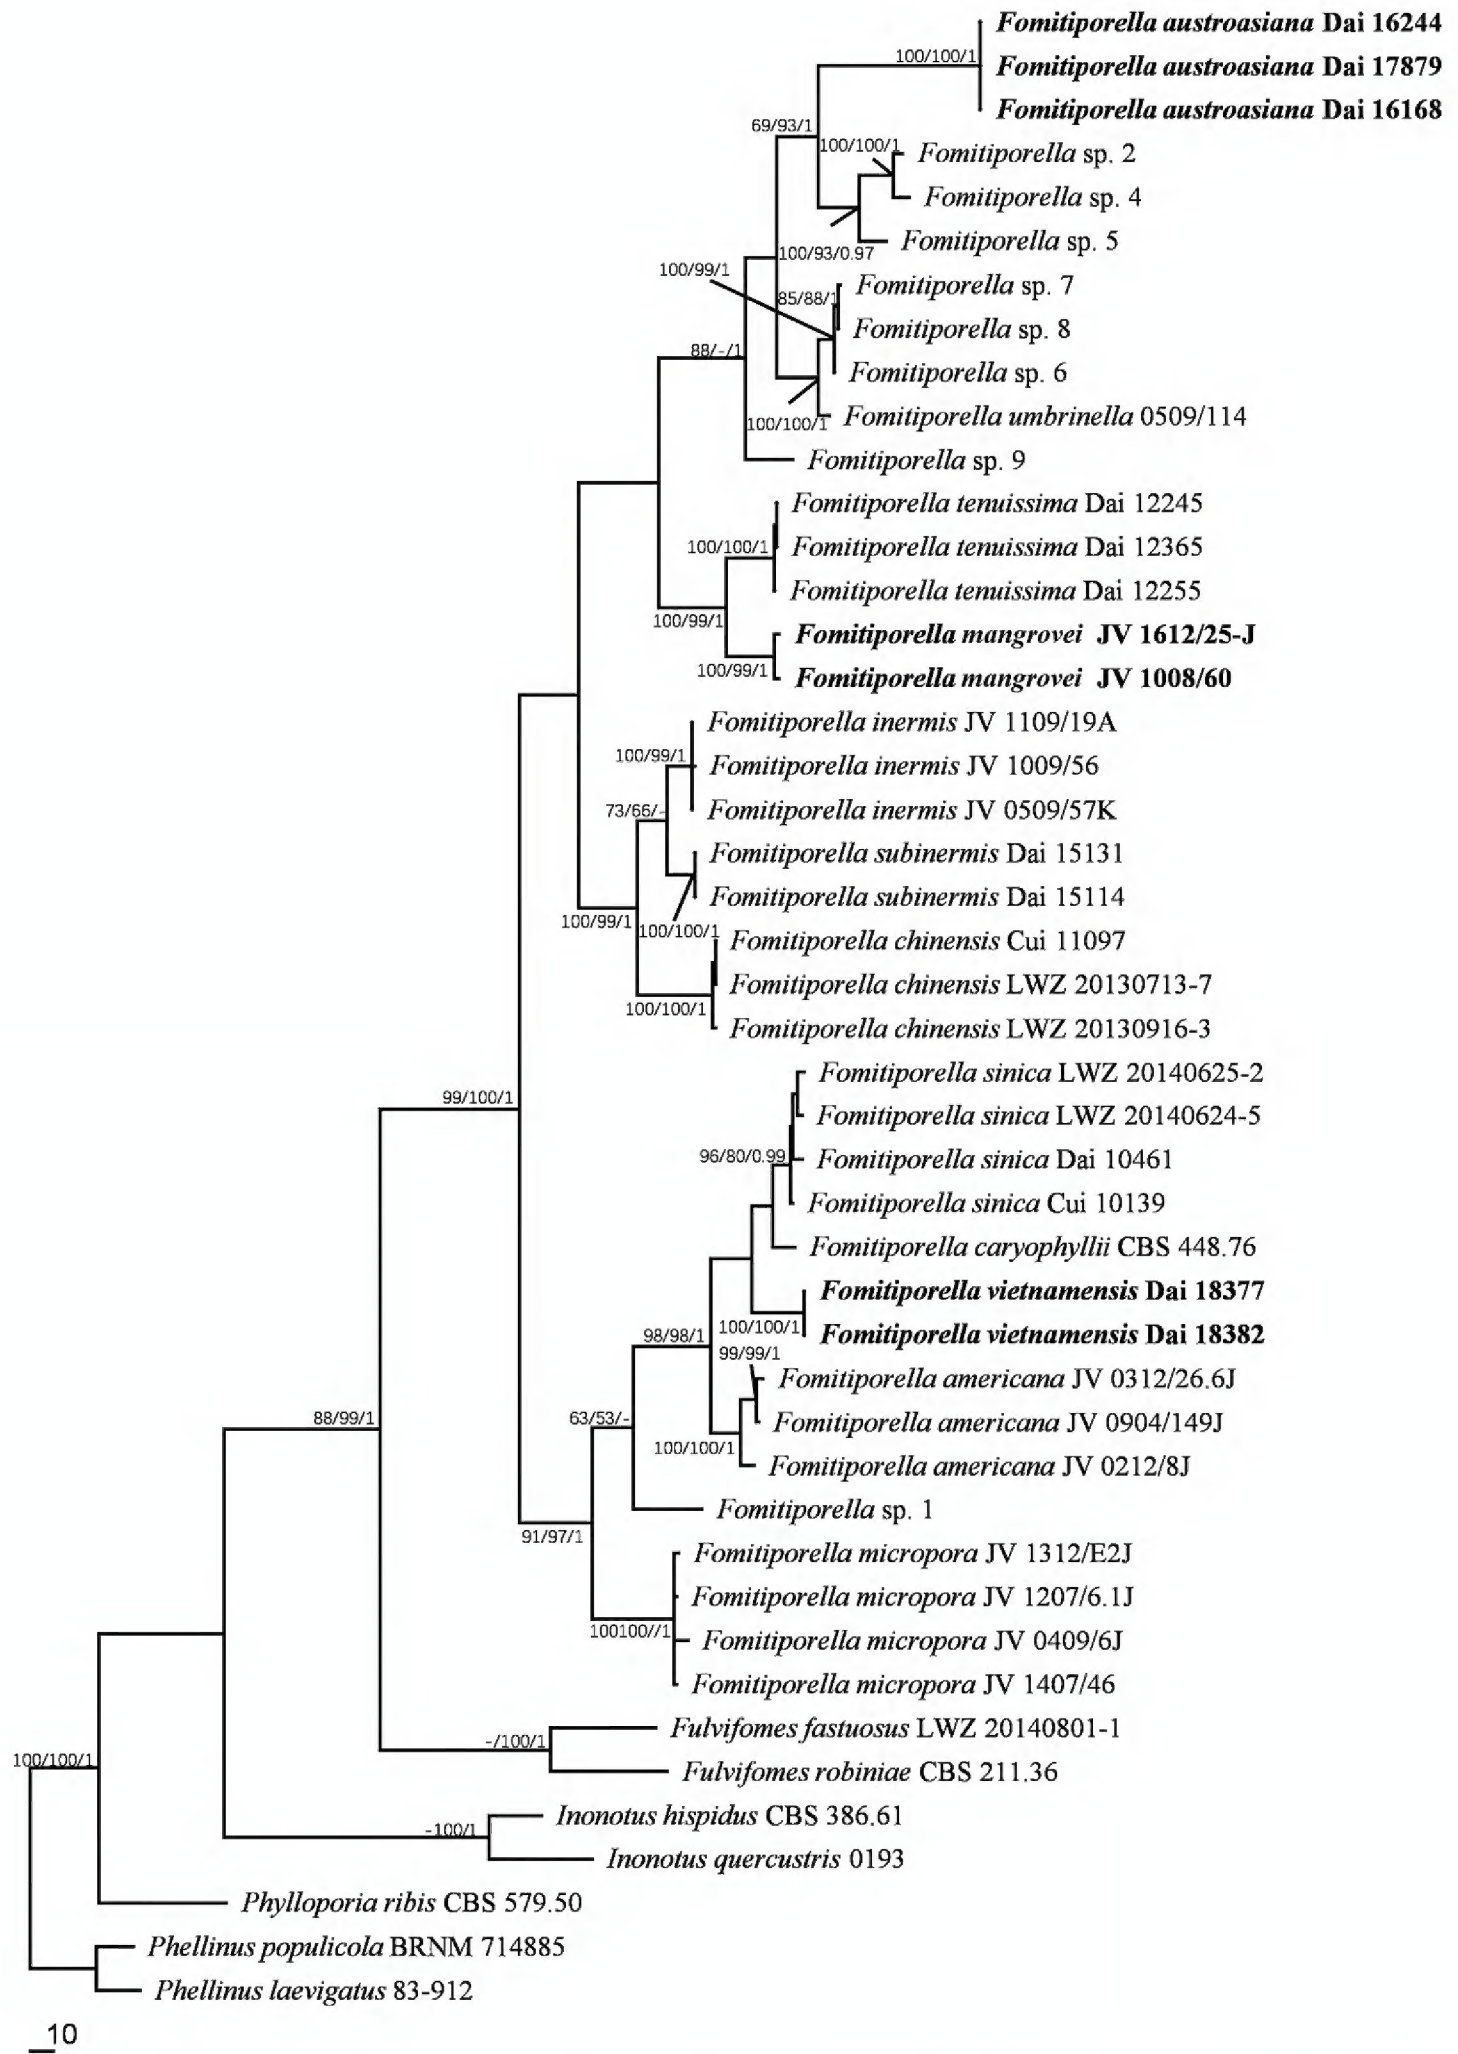 Fomitiporella austroasiana Dai 16244
100/100/1
Fomitiporella austroasiana Dai 17879
Fomitiporella austroasiana Dai 16168
69/93/1
100/100/1
Fomitiporella sp. 2
Fomitiporella sp. 4
Fomitiporella sp. 5
100/93/0.97
100/99/1
85/88/1
Fomitiporella sp. 7
Fomitiporella sp. 8
88/-/1
Fomitiporella sp. 6
100/100/1
Fomitiporella umbrinella 0509/114
Fomitiporella sp. 9
Fomitiporella tenuissima Dai 12245
100/100/1
Fomitiporella tenuissima Dai 12365
Fomitiporella tenuissima Dai 12255
100/99/1
Fomitiporella mangrovei JV 1612/25-J
100/99/1
Fomitiporella mangrovei JV 1008/60
Fomitiporella inermis JV 1109/19A
100/99/1
Fomitiporella inermis JV 1009/56
73/66/-
Fomitiporella inermis JV 0509/57K
Fomitiporella subinermis Dai 15131
Fomitiporella subinermis Dai 15114
100/99/1
100/100/1
Fomitiporella chinensis Cui 11097
Fomitiporella chinensis LWZ 20130713-7
100/100/1
Fomitiporella chinensis LWZ 20130916-3
Fomitiporella sinica LWZ 20140625-2
99/100/1
Fomitiporella sinica LWZ 20140624-5
96/80/0.99
Fomitiporella sinica Dai 10461
Fomitiporella sinica Cui 10139
Fomitiporella caryophyllii CBS 448.76
Fomitiporella vietnamensis Dai 18377
98/98/1
100/100/1
Fomitiporella vietnamensis Dai 18382
99/99/1
Fomitiporella americana JV 0312/26.6J
88/99/1
63/53/-
Fomitiporella americana JV 0904/149J
100/100/1
Fomitiporella americana JV 0212/8J
Fomitiporella sp. 1
91/97/1
Fomitiporella micropora JV 1312/E2J
Fomitiporella micropora JV 1207/6.1J
100100//1
Fomitiporella micropora JV 0409/6J
Fomitiporella micropora JV 1407/46
Fulvifomes fastuosus LWZ 20140801-1
-/100/1
100/100/1
Fulvifomes robiniae CBS 211.36
Inonotus hispidus CBS 386.61
-100/1
Inonotus quercustris 0193
Phylloporia ribis CBS 579.50
Phellinus populicola BRNM 714885
Phellinus laevigatus 83-912
10